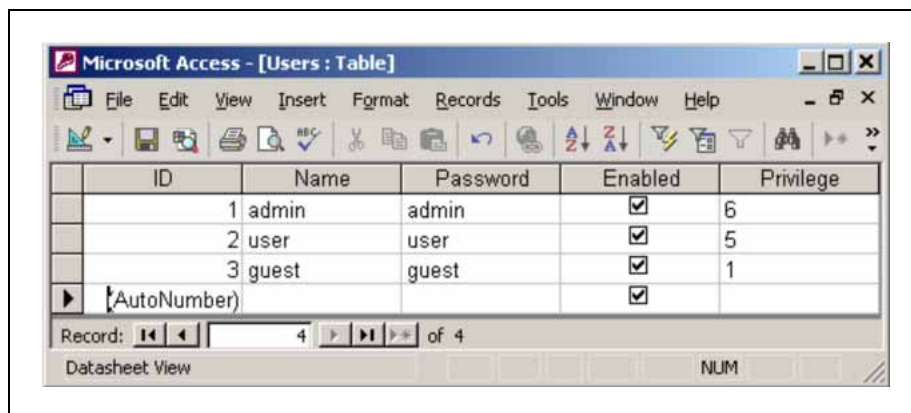 Microsoft Access - [Users : Table]
File Edit View Insert Format Records Tools Window Help
ID Name Password Enabled Privilege
1 admin admin 6
2 user user 5
3 guest guest 1
(AutoNumber)
Record: 4 of 4
Datasheet View NUM